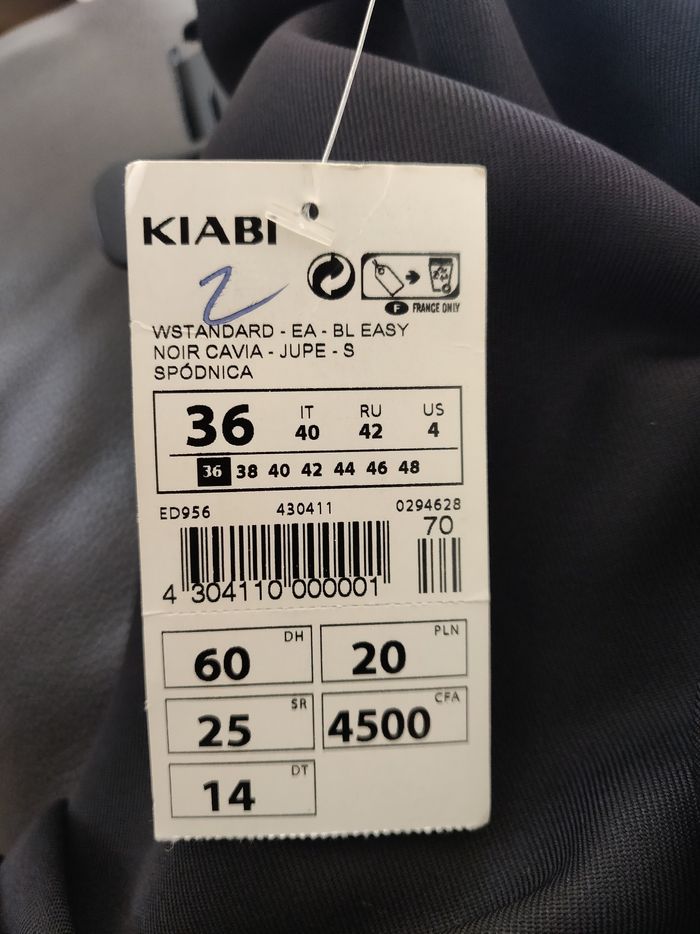 KIABI
2
F FRANCE ONLY
WSTANDARD - EA - BL EASY
NOIR CAVIA - JUPE - S
SPÓDNICA
36 IT 40 RU 42 US 4
36 38 40 42 44 46 48
ED956 430411 0294628
70
4 304110 000001
60 DH 20 PLN
25 SR 4500 CFA
14 DT